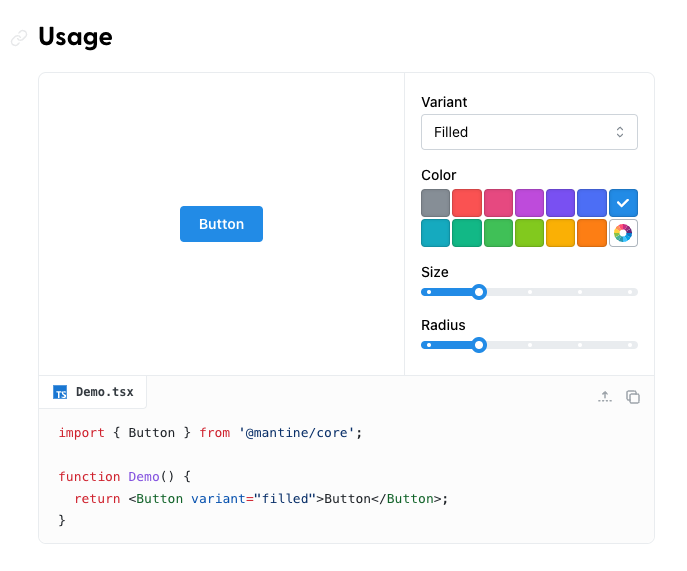 Usage
Variant
Filled
Color
Button
Size
Radius
TS Demo.tsx
import { Button } from '@mantine/core';
function Demo() {
  return <Button variant="filled">Button</Button>;
}